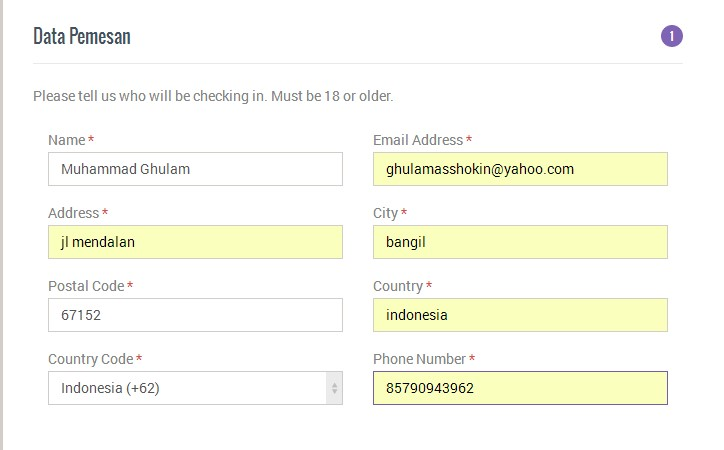 Data Pemesan 1
Please tell us who will be checking in. Must be 18 or older.
Name * Email Address *
Muhammad Ghulam ghulamasshokin@yahoo.com
Address * City *
jl mendalan bangil
Postal Code * Country *
67152 indonesia
Country Code * Phone Number *
Indonesia (+62) 85790943962